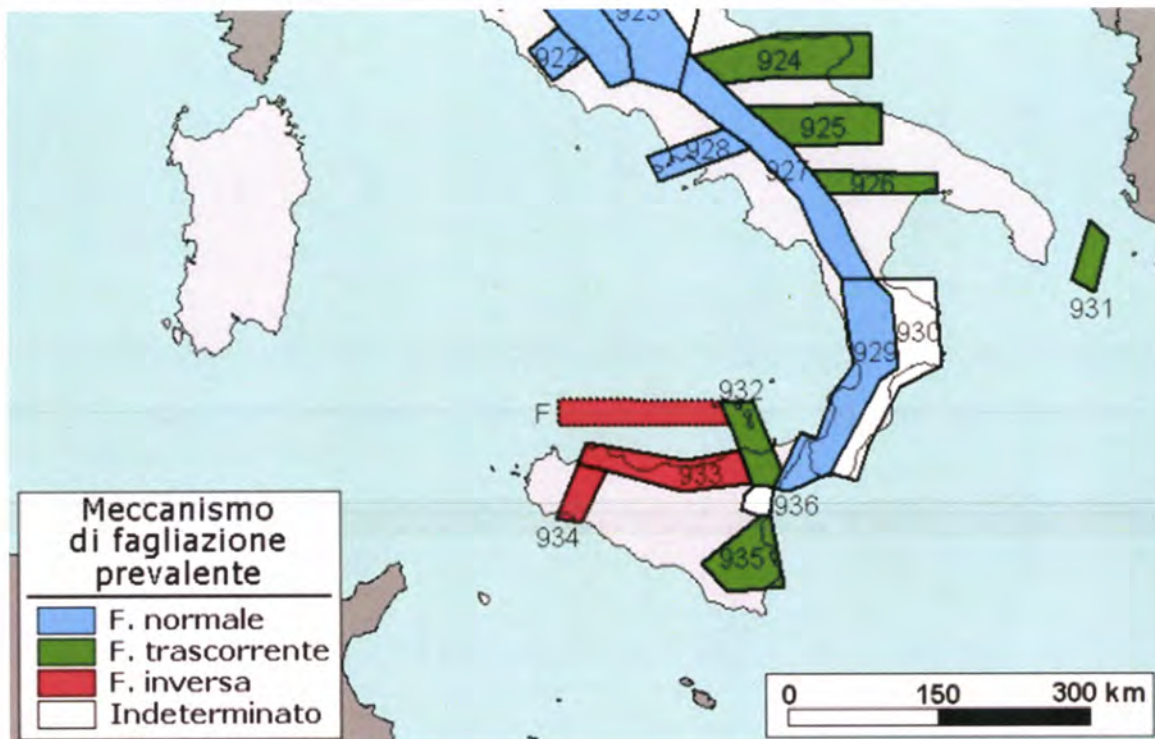 923
922
924
925
928
927
926
931
930
929
932
F
933
936
934
935
Meccanismo
di fagliazione
prevalente
F. normale
F. trascorrente
F. inversa
Indeterminato
0 150 300 km